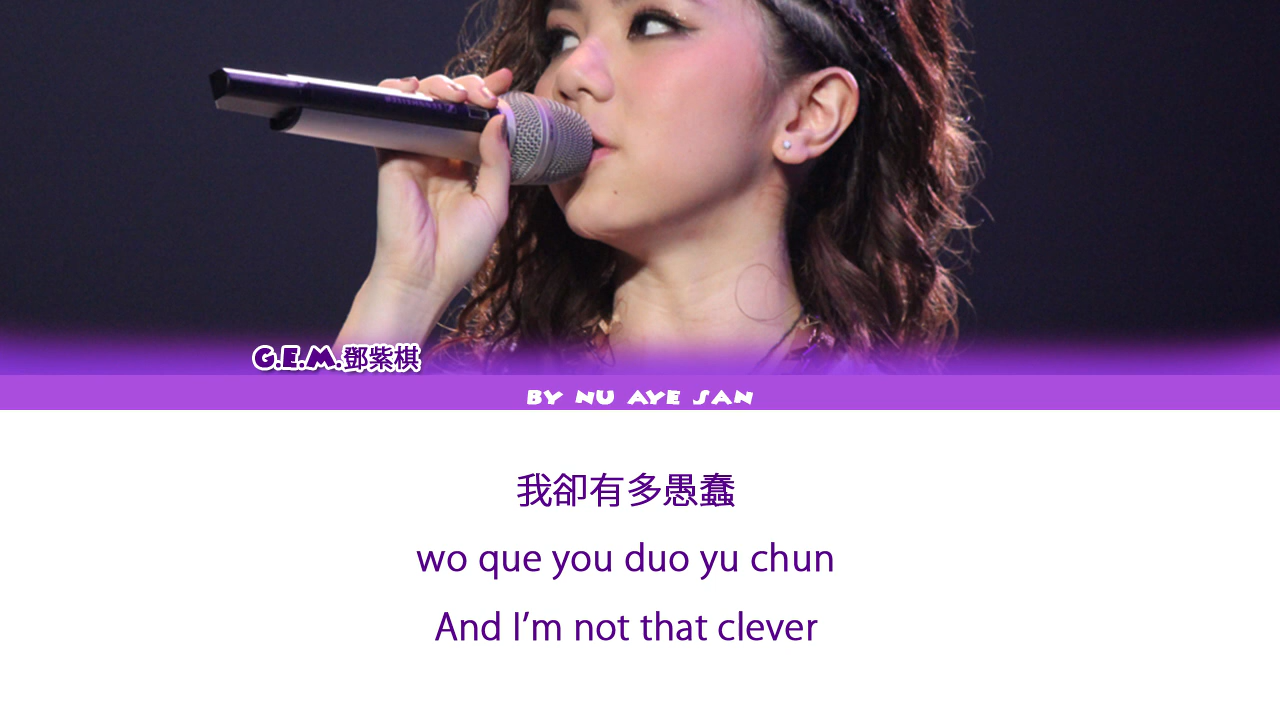 G.E.M.鄧紫棋
BY NU AYE SAN
我卻有多愚蠢
wo que you duo yu chun
And I'm not that clever